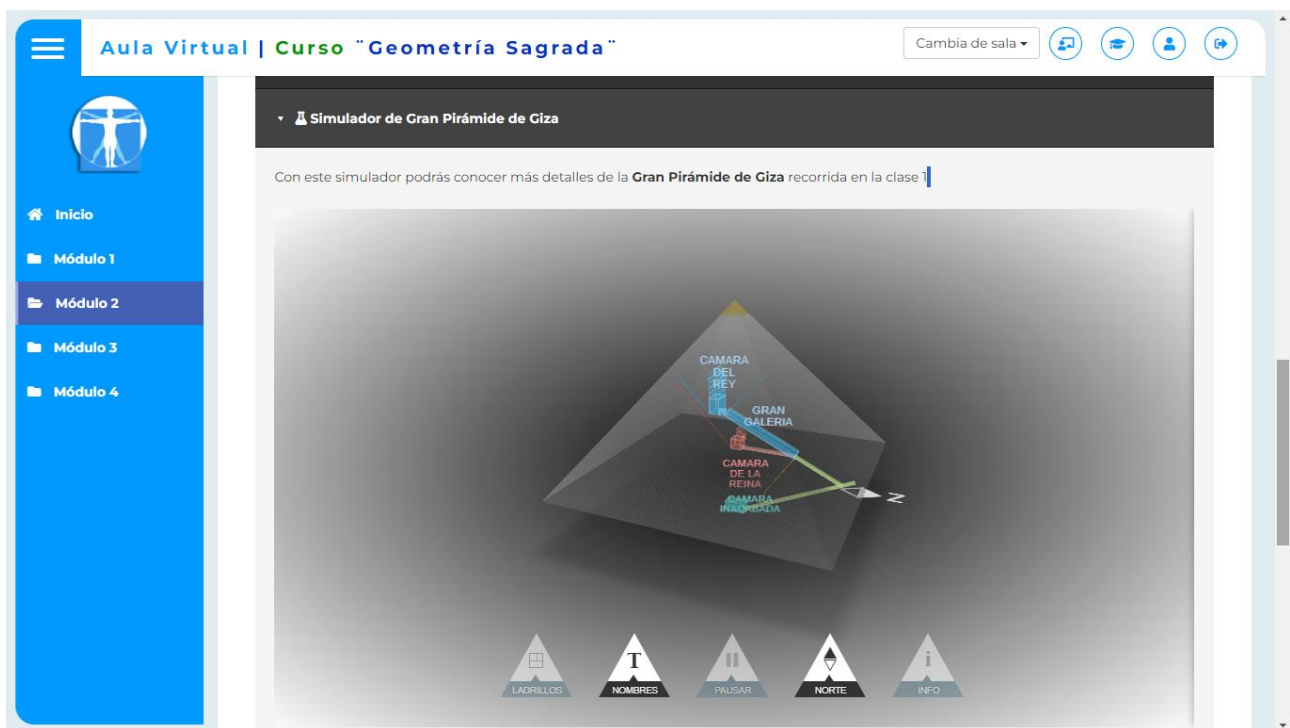 Aula Virtual | Curso ¨Geometría Sagrada¨
Cambia de sala
Simulador de Gran Pirámide de Giza
Con este simulador podrás conocer más detalles de la Gran Pirámide de Giza recorrida en la clase 1
Inicio
Módulo 1
Módulo 2
Módulo 3
Módulo 4
CAMARA
DEL
REY
GRAN
GALERIA
CAMARA
DE LA
REINA
CAMARA
INACABADA
N
T
i
LADRILLOS
NOMBRES
PAUSAR
NORTE
INFO